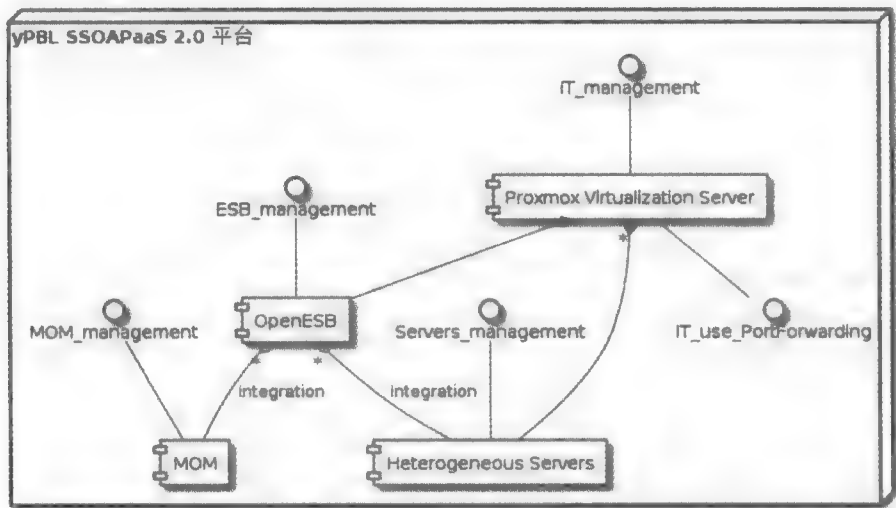 yPBL SSOAPaaS 2.0 平台
IT_management
Proxmox Virtualization Server
ESB_management
*
OpenESB
MOM_management
Servers_management
IT_use_PortForwarding
*
*
Integration
Integration
MOM
Heterogeneous Servers